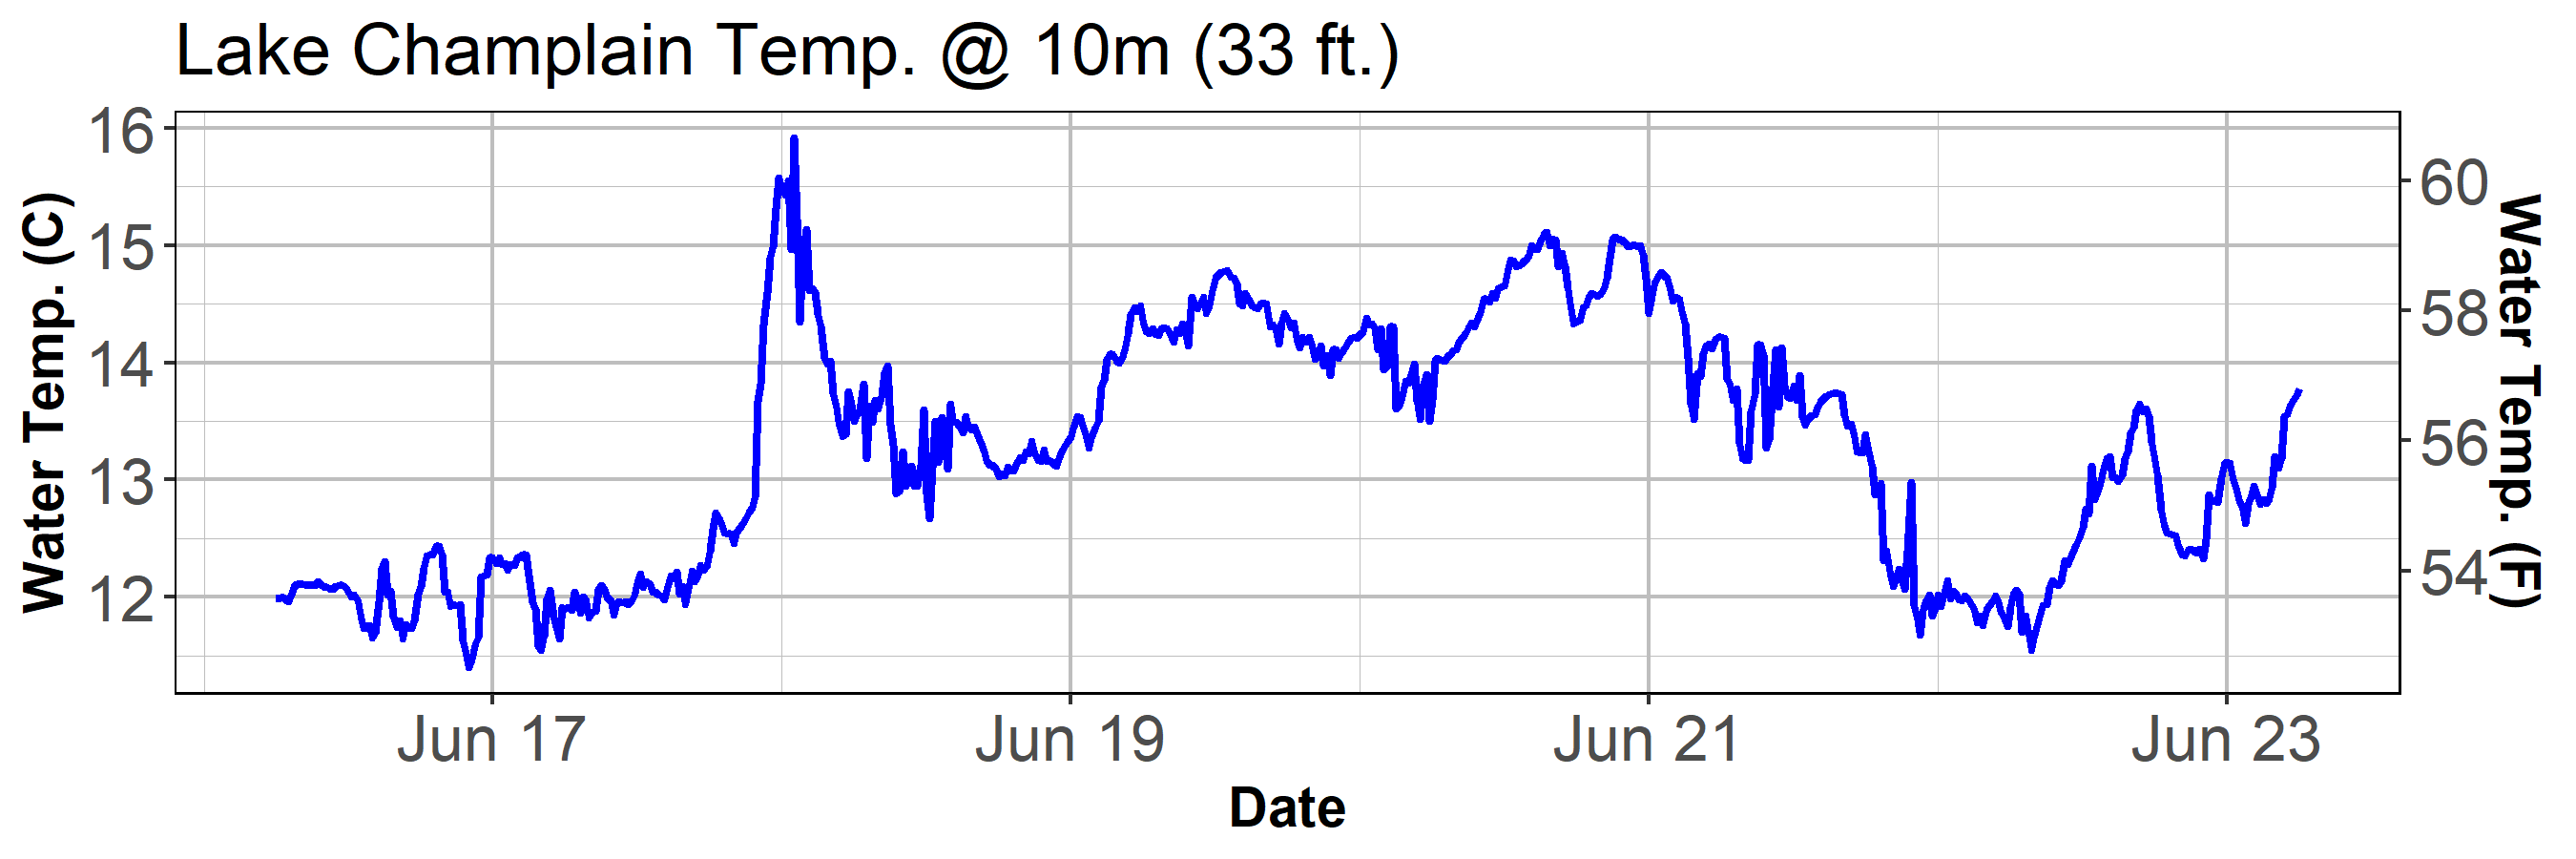 Lake Champlain Temp. @ 10m (33 ft.)
Water Temp. (C)
16
15
14
13
12
60
58
56
54
Water Temp. (F)
Jun 17
Jun 19
Jun 21
Jun 23
Date